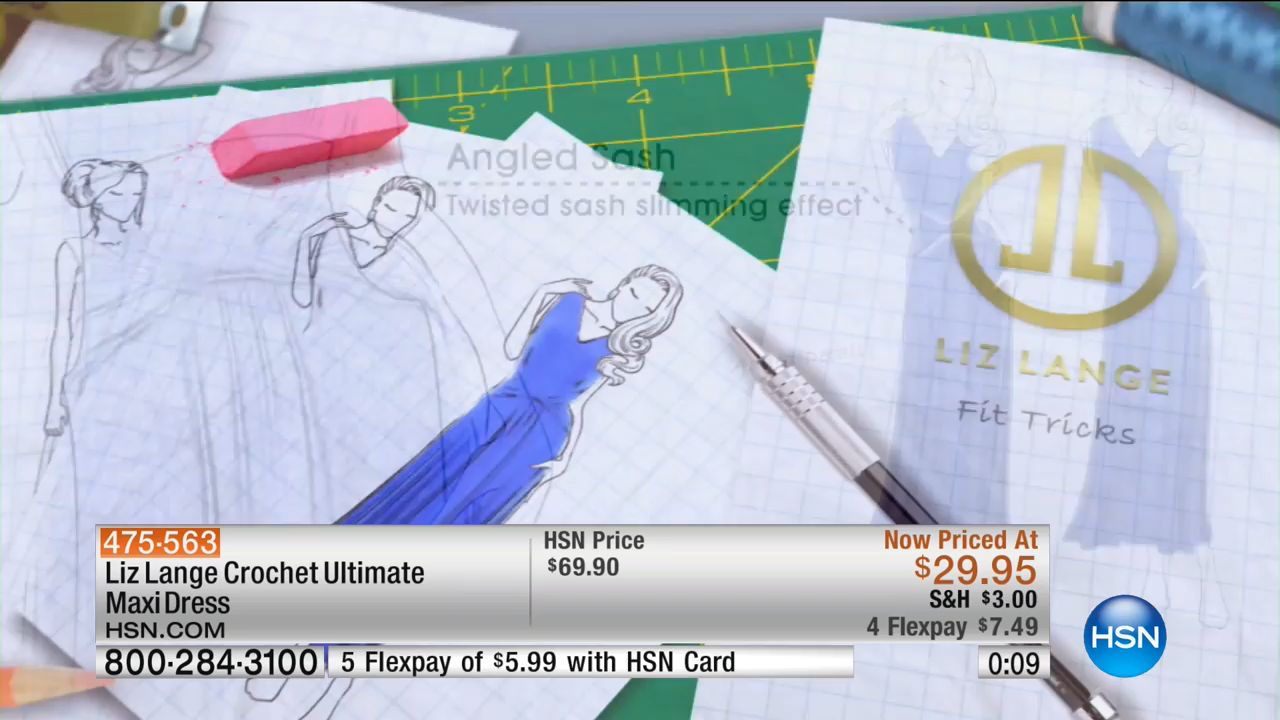 3
4
Angled Sash
Twisted sash slimming effect
LIZ LANGE
Fit Tricks
475-563
Liz Lange Crochet Ultimate
Maxi Dress
HSN.COM
HSN Price
$69.90
Now Priced At
$29.95
S&H $3.00
4 Flexpay $7.49
800·284·3100
5 Flexpay of $5.99 with HSN Card
0:09
HSN